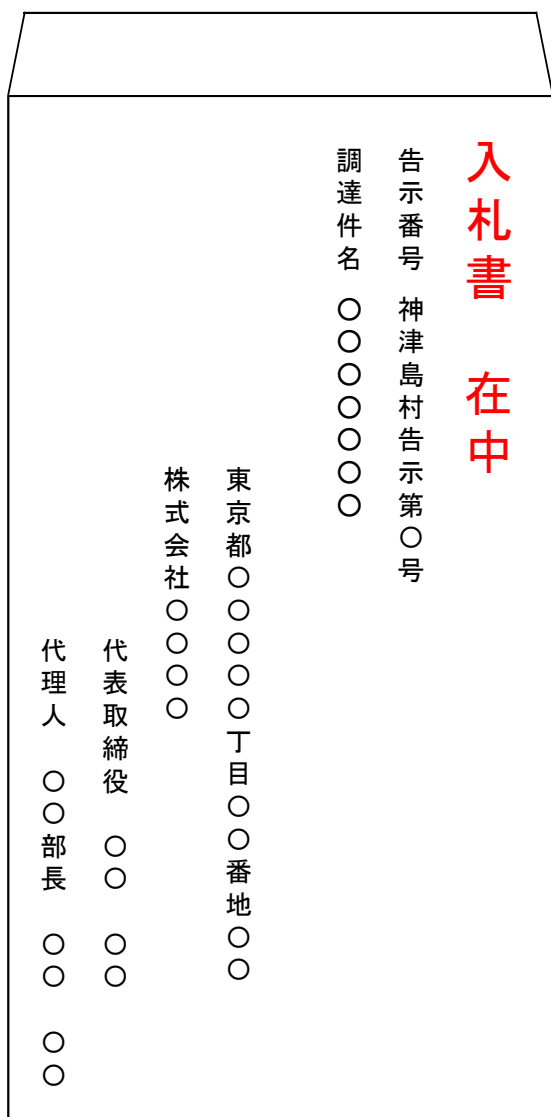 入札書　在中
告示番号　神津島村告示第〇号
調達件名　〇〇〇〇〇〇〇
東京都〇〇〇〇〇丁目〇〇番地〇〇
株式会社〇〇〇〇
代表取締役　〇〇　〇〇
代理人　〇〇部長　〇〇　〇〇